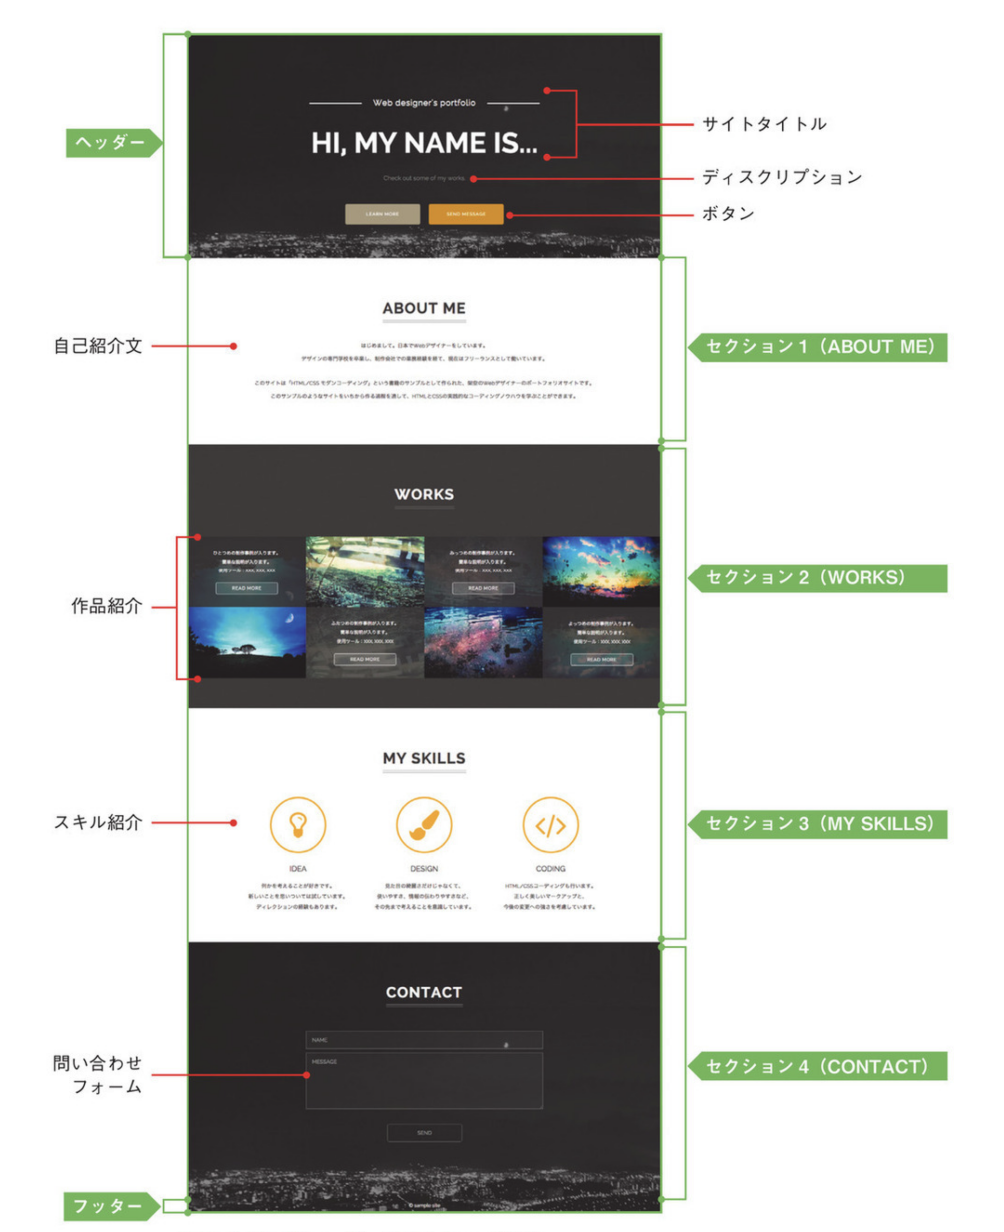 ヘッダー
Web designer's portfolio
HI, MY NAME IS...
Check out some of my works.
LEARN MORE
SEND MESSAGE
サイトタイトル
ディスクリプション
ボタン
ABOUT ME
自己紹介文
はじめまして。日本でWebデザイナーをしています。
デザインの専門学校を卒業し、制作会社での業務経験を経て、現在はフリーランスとして働いています。
このサイトは「HTML/CSS モダンコーディング」という書籍のサンプルとして作られた、架空のWebデザイナーのポートフォリオサイトです。
このサンプルのようなサイトをいちから作る過程を通して、HTMLとCSSの実践的なコーディングノウハウを学ぶことができます。
セクション 1（ABOUT ME）
WORKS
作品紹介
ひとつめの制作事例が入ります。
簡単な説明が入ります。
使用ツール：XXX, XXX, XXX
READ MORE
みっつめの制作事例が入ります。
簡単な説明が入ります。
使用ツール：XXX, XXX, XXX
READ MORE
ふたつめの制作事例が入ります。
簡単な説明が入ります。
使用ツール：XXX, XXX, XXX
READ MORE
よっつめの制作事例が入ります。
簡単な説明が入ります。
使用ツール：XXX, XXX, XXX
READ MORE
セクション 2（WORKS）
MY SKILLS
スキル紹介
IDEA
何かを考えることが好きです。
新しいことを思いついては試しています。
ディレクションの経験もあります。
DESIGN
見た目の綺麗さだけじゃなくて、
使いやすさ、情報の伝わりやすさなど、
その先まで考えることを意識しています。
CODING
HTML/CSSコーディングも行います。
正しく美しいマークアップと、
今後の変更への強さを考慮しています。
セクション 3（MY SKILLS）
CONTACT
NAME
MESSAGE
SEND
問い合わせ
フォーム
セクション 4（CONTACT）
フッター
© sample site